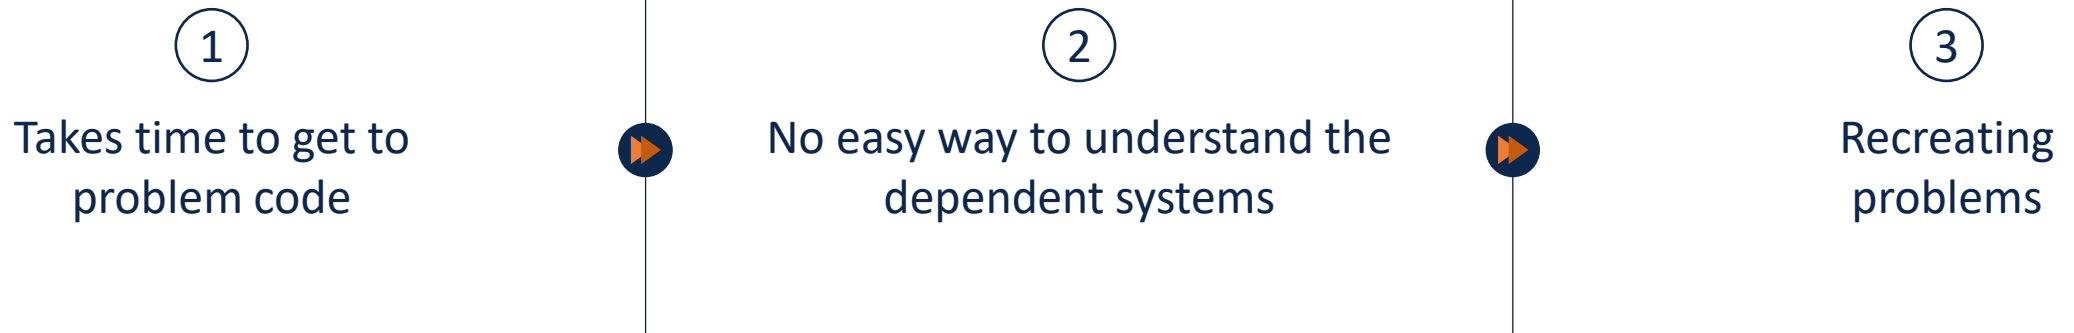 1
Takes time to get to
problem code
2
No easy way to understand the
dependent systems
3
Recreating
problems